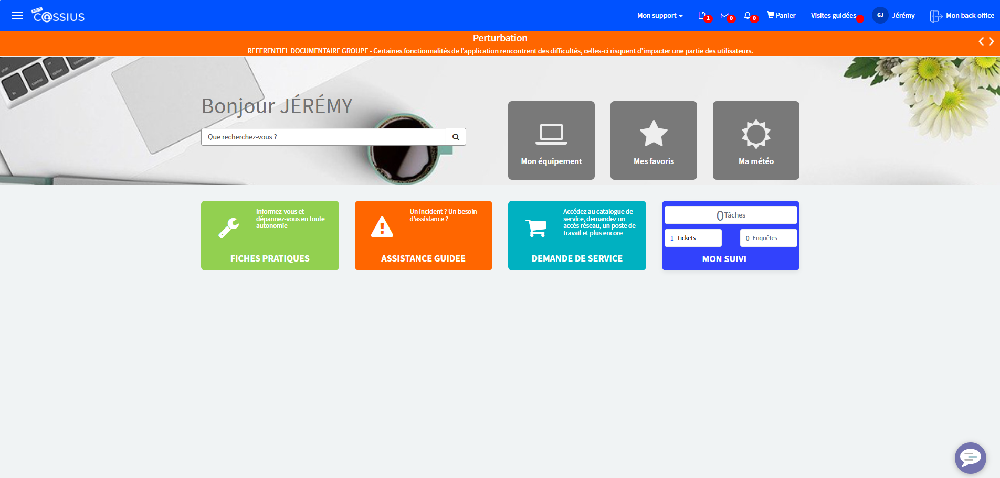 MON
C@SSIUS
Mon support
1
0
0
Panier
Visites guidées
GJ
Jérémy
Mon back-office
Perturbation
REFERENTIEL DOCUMENTAIRE GROUPE - Certaines fonctionnalités de l'application rencontrent des difficultés, celles-ci risquent d'impacter une partie des utilisateurs.
Bonjour JÉRÉMY
Que recherchez-vous ?
Mon équipement
Mes favoris
Ma météo
Informez-vous et
dépannez-vous en toute
autonomie
FICHES PRATIQUES
Un incident ? Un besoin
d'assistance ?
ASSISTANCE GUIDEE
Accédez au catalogue de
service, demandez un
accès réseau, un poste de
travail et plus encore
DEMANDE DE SERVICE
0 Tâches
1 Tickets
0 Enquêtes
MON SUIVI